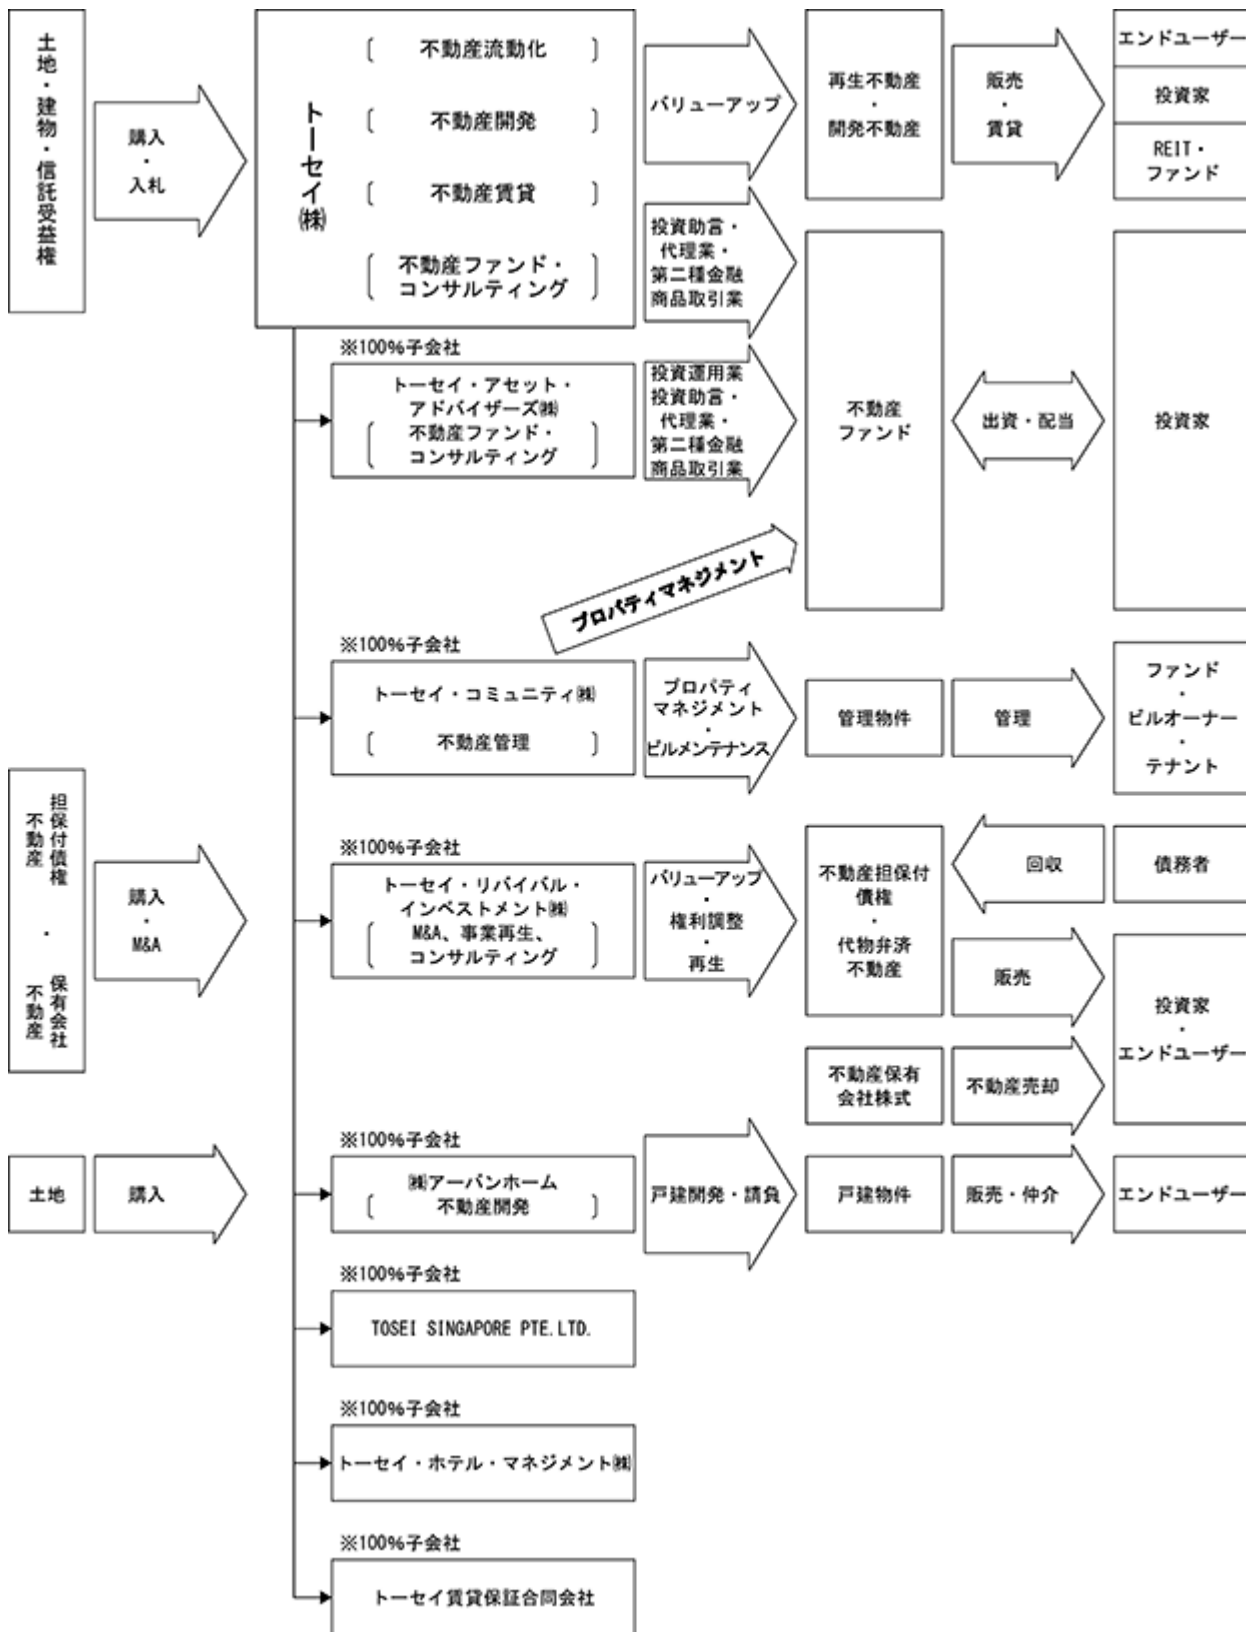 土地・建物・信託受益権
購入
・
入札
トーセイ㈱
〔 不動産流動化 〕
〔 不動産開発 〕
〔 不動産賃貸 〕
〔 不動産ファンド・
コンサルティング 〕
バリューアップ
再生不動産
・
開発不動産
販売
・
賃貸
エンドユーザー
投資家
REIT・
ファンド
投資助言・
代理業・
第二種金融
商品取引業
※100%子会社
トーセイ・アセット・
アドバイザーズ㈱
〔 不動産ファンド・
コンサルティング 〕
投資運用業
投資助言・
代理業・
第二種金融
商品取引業
不動産
ファンド
出資・配当
投資家
プロパティマネジメント
※100%子会社
トーセイ・コミュニティ㈱
〔 不動産管理 〕
プロパティ
マネジメント
・
ビルメンテナンス
管理物件
管理
ファンド
・
ビルオーナー
・
テナント
担保付債権
不動産
・
保有会社
不動産
購入
・
M&A
※100%子会社
トーセイ・リバイバル・
インベストメント㈱
〔 M&A、事業再生、
コンサルティング 〕
バリューアップ
・
権利調整
・
再生
不動産担保付
債権
・
代物弁済
不動産
回収
債務者
販売
投資家
・
エンドユーザー
不動産保有
会社株式
不動産売却
土地
購入
※100%子会社
㈱アーバンホーム
〔 不動産開発 〕
戸建開発・請負
戸建物件
販売・仲介
エンドユーザー
※100%子会社
TOSEI SINGAPORE PTE.LTD.
※100%子会社
トーセイ・ホテル・マネジメント㈱
※100%子会社
トーセイ賃貸保証合同会社